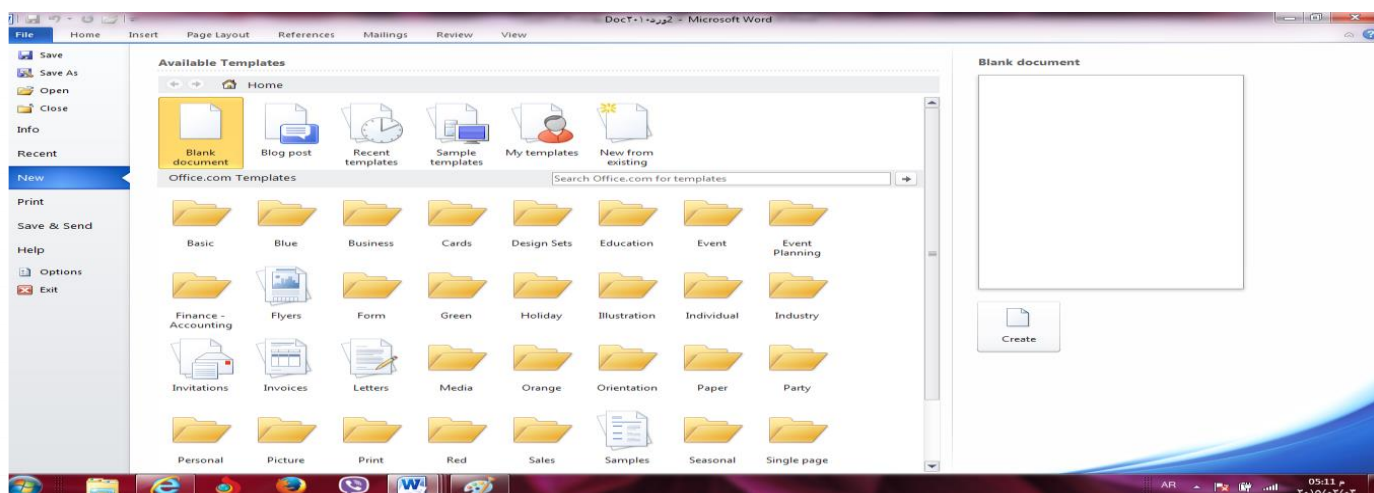 Docورد٢٠١٠2 - Microsoft Word
File Home Insert Page Layout References Mailings Review View
Save
Save As
Open
Close
Info
Recent
New
Print
Save & Send
Help
Options
Exit
Available Templates
Home
Blank document
Blog post
Recent templates
Sample templates
My templates
New from existing
Office.com Templates
Search Office.com for templates
Basic Blue Business Cards Design Sets Education Event Event Planning
Finance - Accounting Flyers Form Green Holiday Illustration Individual Industry
Invitations Invoices Letters Media Orange Orientation Paper Party
Personal Picture Print Red Sales Samples Seasonal Single page
Blank document
Create
AR
05:11 م